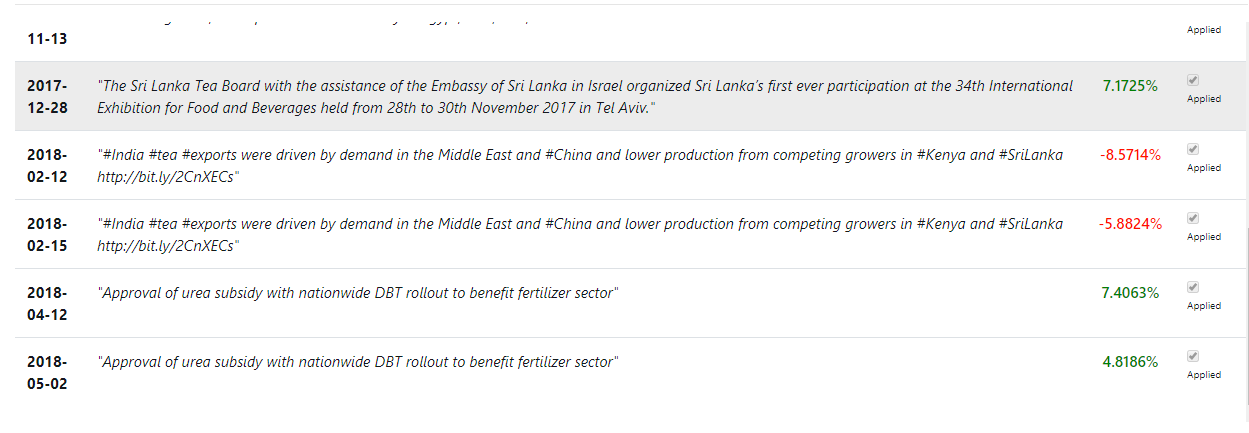 Applied
11-13
2017-
"The Sri Lanka Tea Board with the assistance of the Embassy of Sri Lanka in Israel organized Sri Lanka's first ever participation at the 34th International
7.1725%
12-28
Exhibition for Food and Beverages held from 28th to 30th November 2017 in Tel Aviv."
Applied
2018-
"#India #tea #exports were driven by demand in the Middle East and #China and lower production from competing growers in #Kenya and #SriLanka
-8.5714%
02-12
http://bit.ly/2CnXECs"
Applied
2018-
"#India #tea #exports were driven by demand in the Middle East and #China and lower production from competing growers in #Kenya and #SriLanka
-5.8824%
02-15
http://bit.ly/2CnXECs"
Applied
2018-
"Approval of urea subsidy with nationwide DBT rollout to benefit fertilizer sector"
7.4063%
04-12
Applied
2018-
"Approval of urea subsidy with nationwide DBT rollout to benefit fertilizer sector"
4.8186%
05-02
Applied